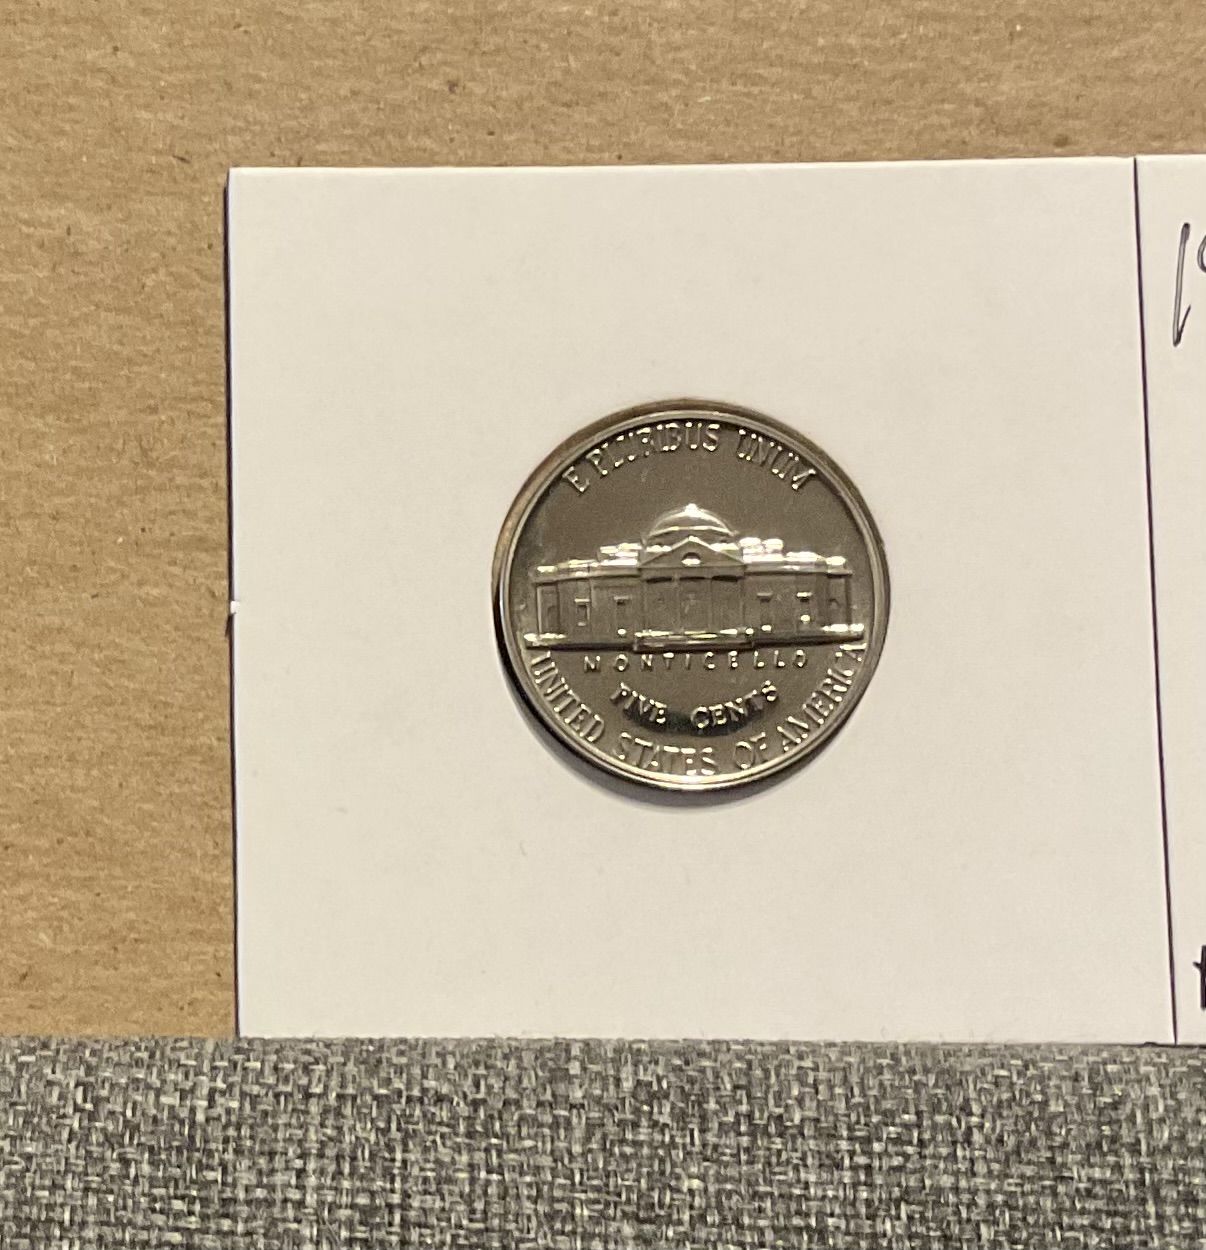 E PLURIBUS UNUM
MONTICELLO
FIVE CENTS
UNITED STATES OF AMERICA